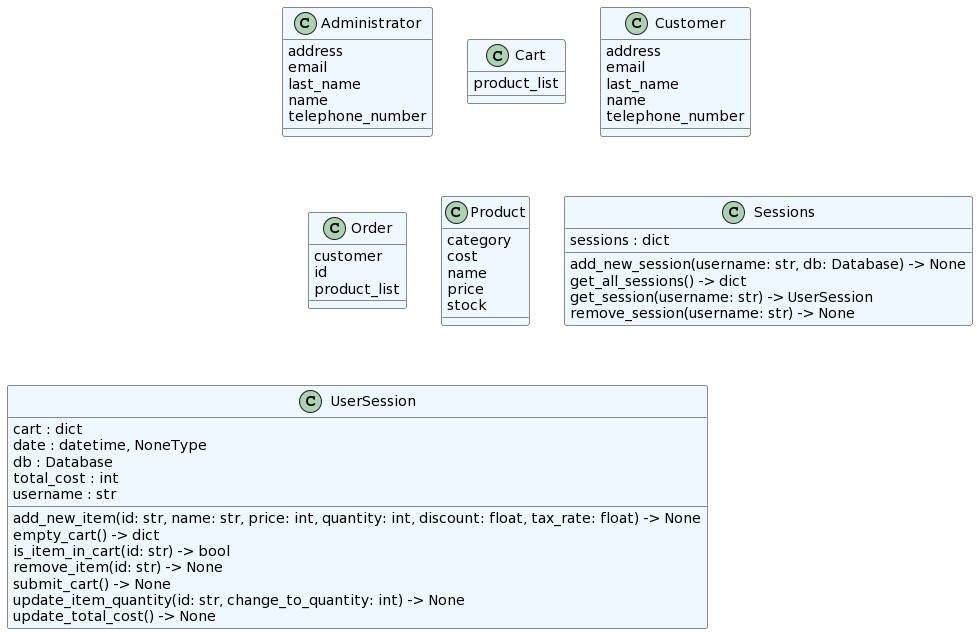 C Administrator
address
email
last_name
name
telephone_number
C Cart
product_list
C Customer
address
email
last_name
name
telephone_number
C Order
customer
id
product_list
C Product
category
cost
name
price
stock
C Sessions
sessions : dict
add_new_session(username: str, db: Database) -> None
get_all_sessions() -> dict
get_session(username: str) -> UserSession
remove_session(username: str) -> None
C UserSession
cart : dict
date : datetime, NoneType
db : Database
total_cost : int
username : str
add_new_item(id: str, name: str, price: int, quantity: int, discount: float, tax_rate: float) -> None
empty_cart() -> dict
is_item_in_cart(id: str) -> bool
remove_item(id: str) -> None
submit_cart() -> None
update_item_quantity(id: str, change_to_quantity: int) -> None
update_total_cost() -> None